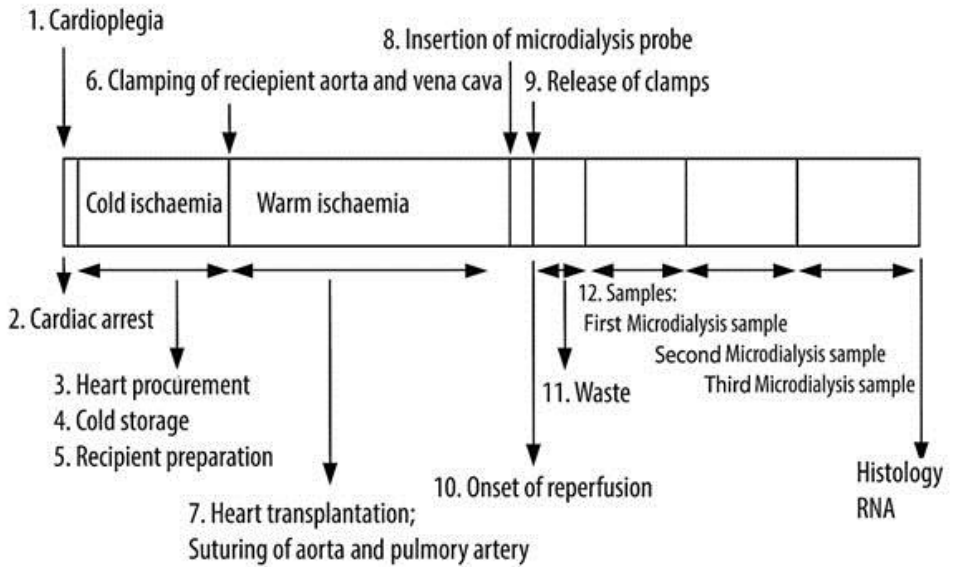 1. Cardioplegia
8. Insertion of microdialysis probe
6. Clamping of reciepient aorta and vena cava
9. Release of clamps
Cold ischaemia
Warm ischaemia
2. Cardiac arrest
12. Samples:
First Microdialysis sample
Second Microdialysis sample
Third Microdialysis sample
3. Heart procurement
4. Cold storage
5. Recipient preparation
11. Waste
10. Onset of reperfusion
Histology
RNA
7. Heart transplantation;
Suturing of aorta and pulmory artery